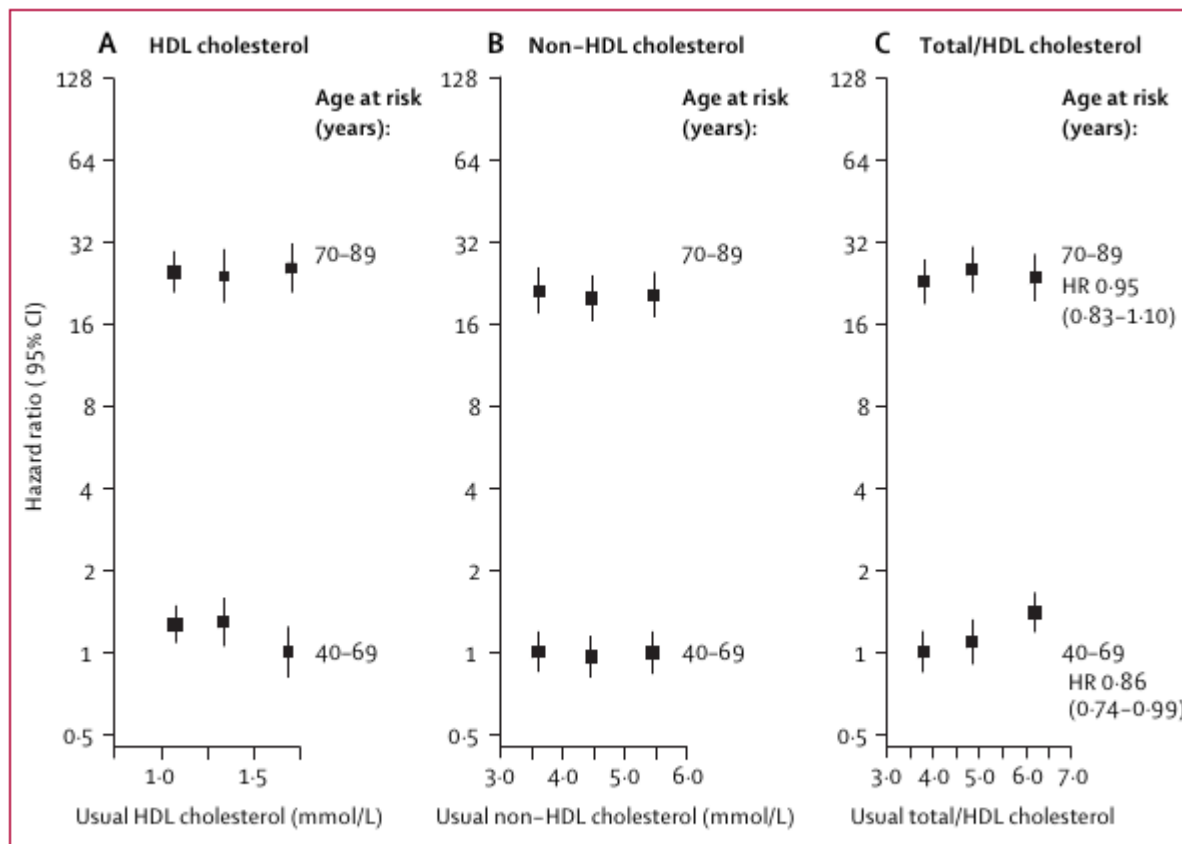 A HDL cholesterol
128
64
32
16
8
4
2
1
0·5
Hazard ratio ( 95% CI)
Age at risk
(years):
70–89
40–69
1·0 1·5
Usual HDL cholesterol (mmol/L)
B Non–HDL cholesterol
128
64
32
16
8
4
2
1
0·5
Age at risk
(years):
70–89
40–69
3·0 4·0 5·0 6·0
Usual non–HDL cholesterol (mmol/L)
C Total/HDL cholesterol
128
64
32
16
8
4
2
1
0·5
Age at risk
(years):
70–89
HR 0·95
(0·83–1·10)
40–69
HR 0·86
(0·74–0·99)
3·0 4·0 5·0 6·0 7·0
Usual total/HDL cholesterol